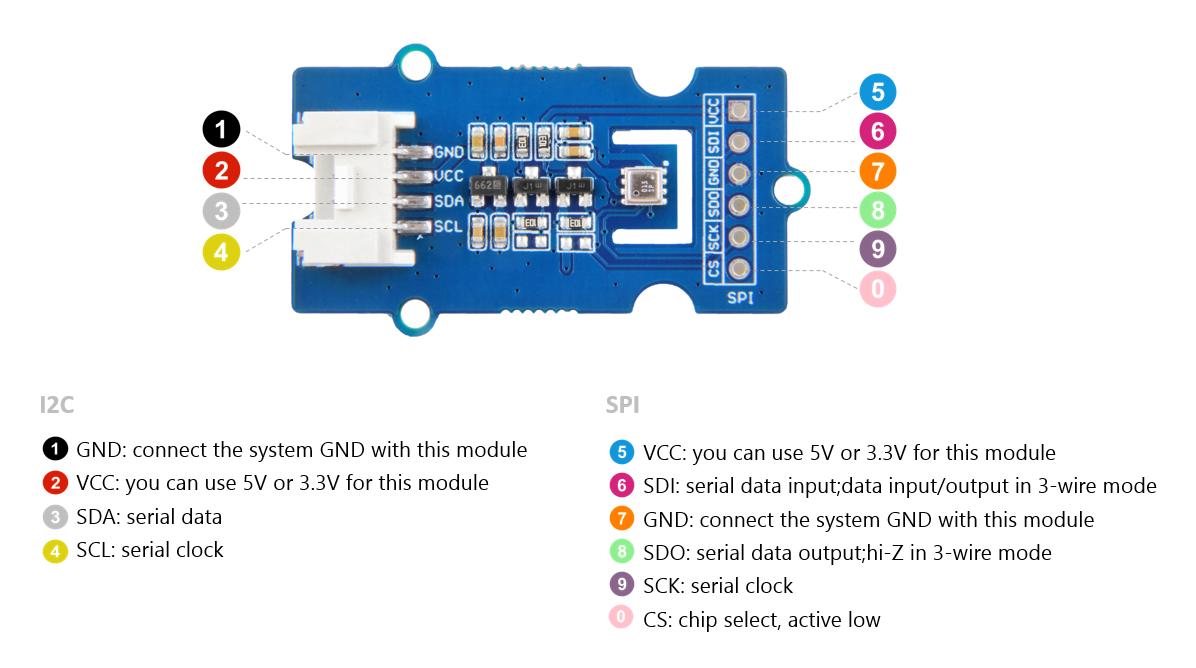 1
2
3
4
GND
VCC
SDA
SCL
662
J1
J1
VCC
SDI
GND
SDO
SCK
CS
SPI
5
6
7
8
9
0
I2C
1 GND: connect the system GND with this module
2 VCC: you can use 5V or 3.3V for this module
3 SDA: serial data
4 SCL: serial clock
SPI
5 VCC: you can use 5V or 3.3V for this module
6 SDI: serial data input;data input/output in 3-wire mode
7 GND: connect the system GND with this module
8 SDO: serial data output;hi-Z in 3-wire mode
9 SCK: serial clock
0 CS: chip select, active low